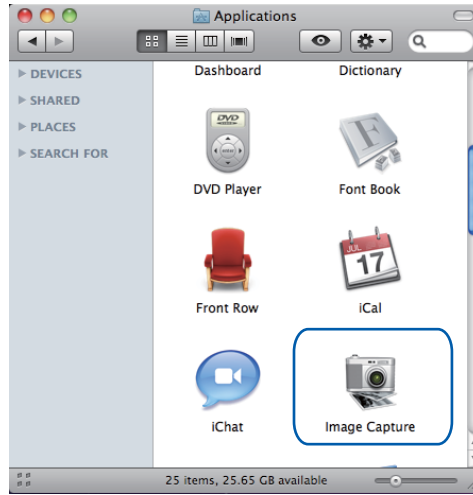 Applications
DEVICES
SHARED
PLACES
SEARCH FOR
Dashboard Dictionary
DVD
DVD Player Font Book
F
JUL
17
Front Row iCal
iChat Image Capture
25 items, 25.65 GB available